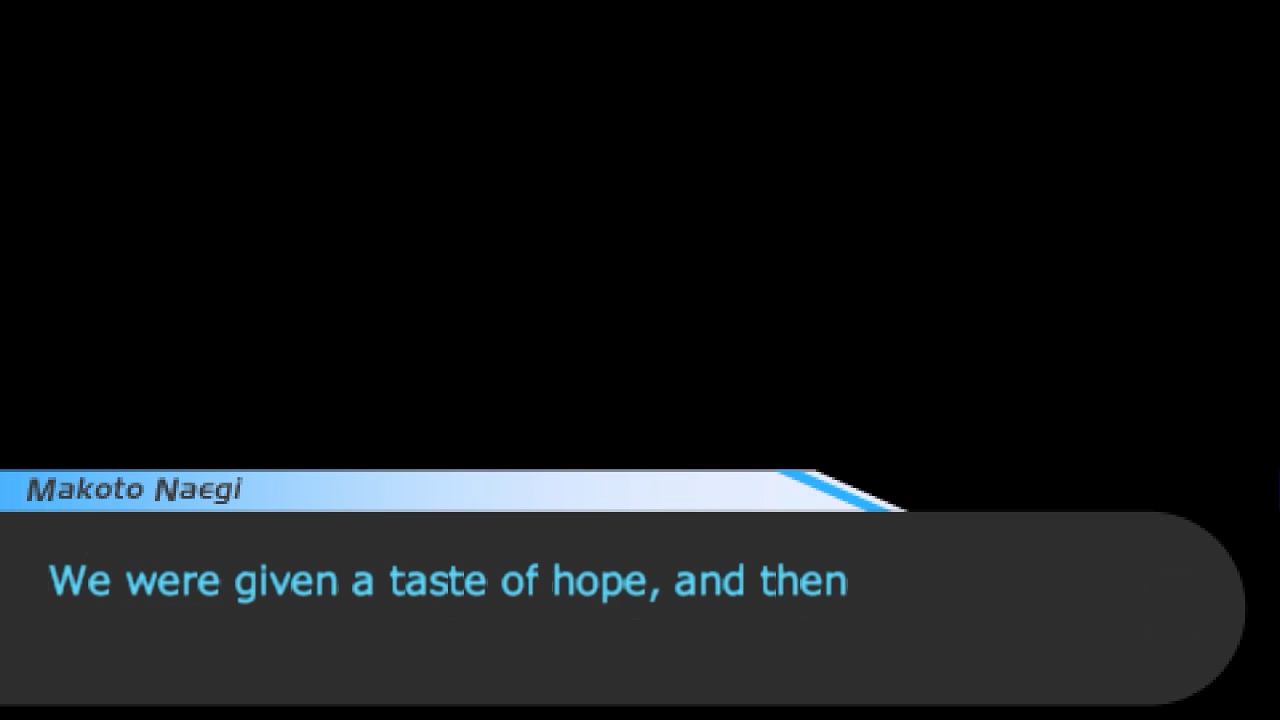 Makoto Naegi
We were given a taste of hope, and then